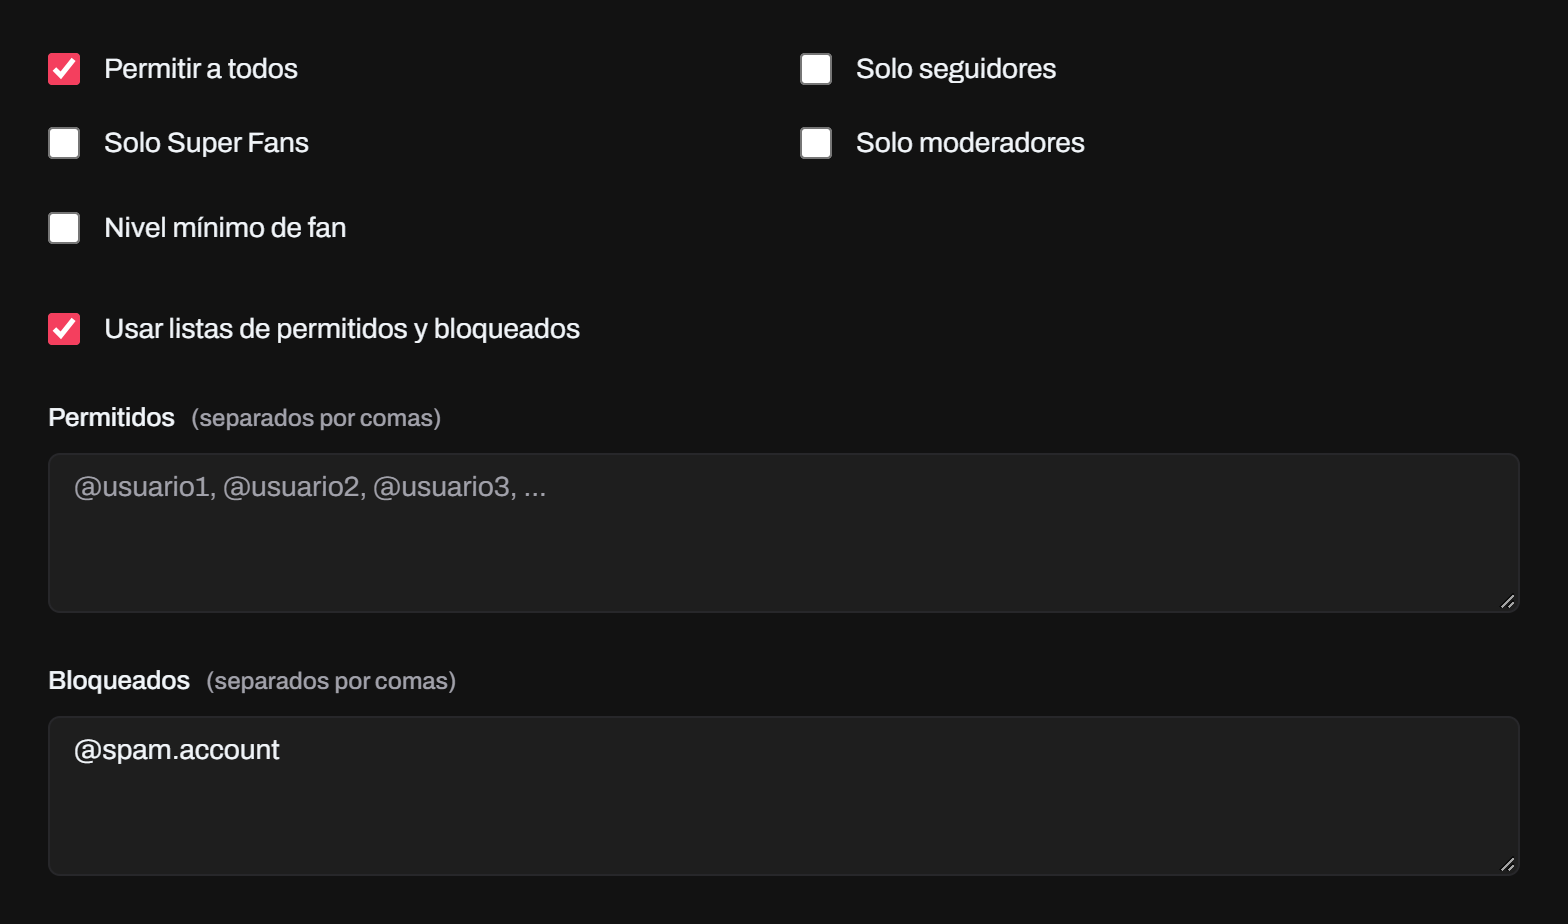 Permitir a todos
Solo seguidores
Solo Super Fans
Solo moderadores
Nivel mínimo de fan
Usar listas de permitidos y bloqueados
Permitidos (separados por comas)
@usuario1, @usuario2, @usuario3, ...
Bloqueados (separados por comas)
@spam.account